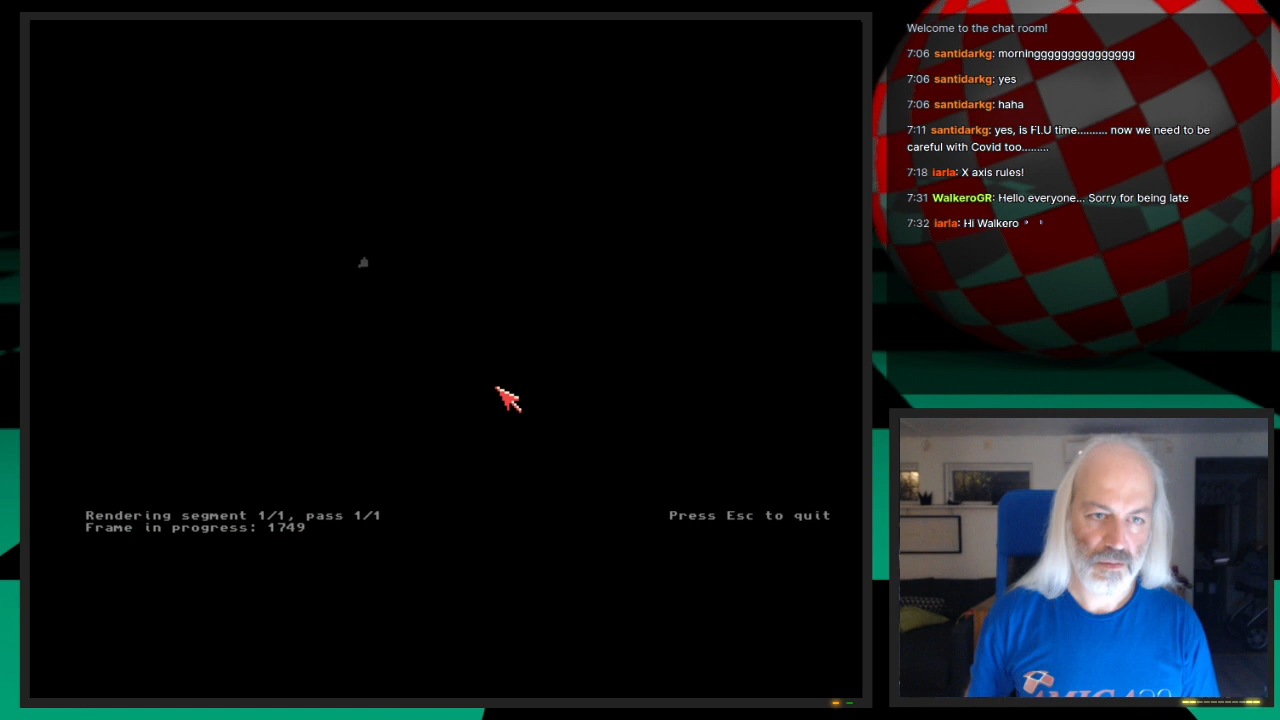 Welcome to the chat room!
7:06 santidarkg: morninggggggggggggggg
7:06 santidarkg: yes
7:06 santidarkg: haha
7:11 santidarkg: yes, is FLU time.......... now we need to be
careful with Covid too.........
7:18 iarla: X axis rules!
7:31 WalkeroGR: Hello everyone... Sorry for being late
7:32 iarla: Hi Walkero
Rendering segment 1/1, pass 1/1
Frame in progress: 1749
Press Esc to quit